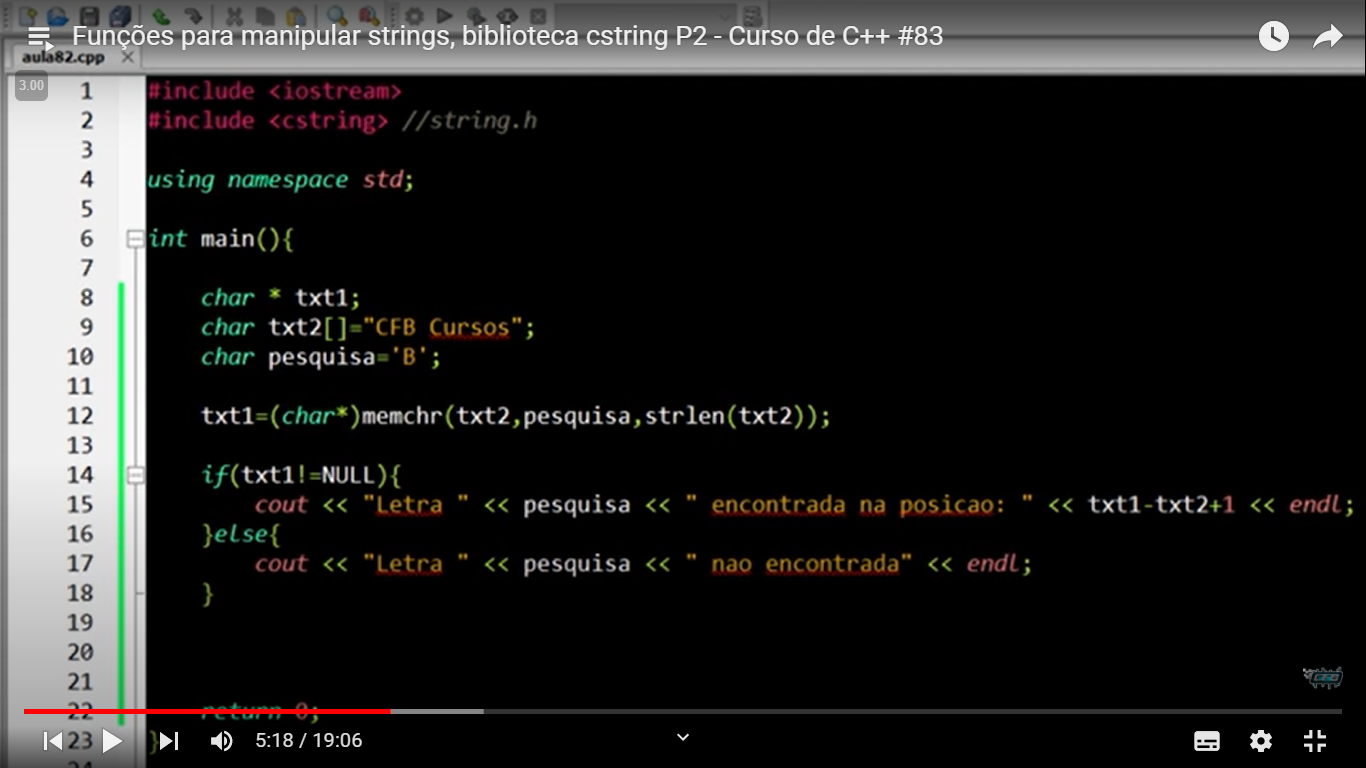 Funções para manipular strings, biblioteca cstring P2 - Curso de C++ #83
aula82.cpp
3.00
1 #include <iostream>
2 #include <cstring> //string.h
3
4 using namespace std;
5
6 int main(){
7
8 char * txt1;
9 char txt2[]="CFB Cursos";
10 char pesquisa='B';
11
12 txt1=(char*)memchr(txt2,pesquisa,strlen(txt2));
13
14 if(txt1!=NULL){
15 cout << "Letra " << pesquisa << " encontrada na posicao: " << txt1-txt2+1 << endl;
16 }else{
17 cout << "Letra " << pesquisa << " nao encontrada" << endl;
18 }
19
20
21
22 return 0;
23 }
5:18 / 19:06